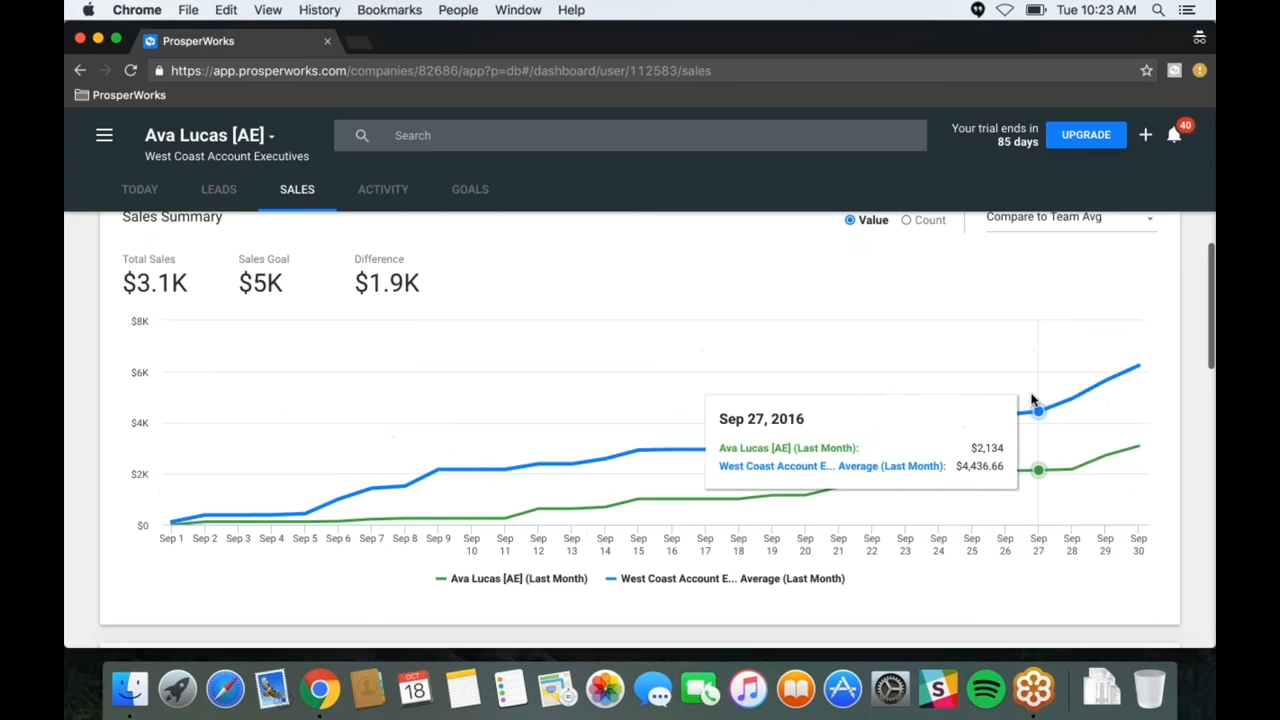 Chrome File Edit View History Bookmarks People Window Help Tue 10:23 AM
ProsperWorks
https://app.prosperworks.com/companies/82686/app?p=db#/dashboard/user/112583/sales
ProsperWorks
Ava Lucas [AE]
West Coast Account Executives
Search
Your trial ends in
85 days
UPGRADE
40
TODAY LEADS SALES ACTIVITY GOALS
Sales Summary
Value Count
Compare to Team Avg
Total Sales Sales Goal Difference
$3.1K $5K $1.9K
$8K
$6K
$4K
$2K
$0
Sep 27, 2016
Ava Lucas [AE] (Last Month): $2,134
West Coast Account E... Average (Last Month): $4,436.66
Sep 1 Sep 2 Sep 3 Sep 4 Sep 5 Sep 6 Sep 7 Sep 8 Sep 9 Sep Sep Sep Sep Sep Sep Sep Sep Sep Sep Sep Sep Sep Sep Sep Sep Sep Sep Sep Sep Sep
10 11 12 13 14 15 16 17 18 19 20 21 22 23 24 25 26 27 28 29 30
Ava Lucas [AE] (Last Month) West Coast Account E... Average (Last Month)
OCT
18